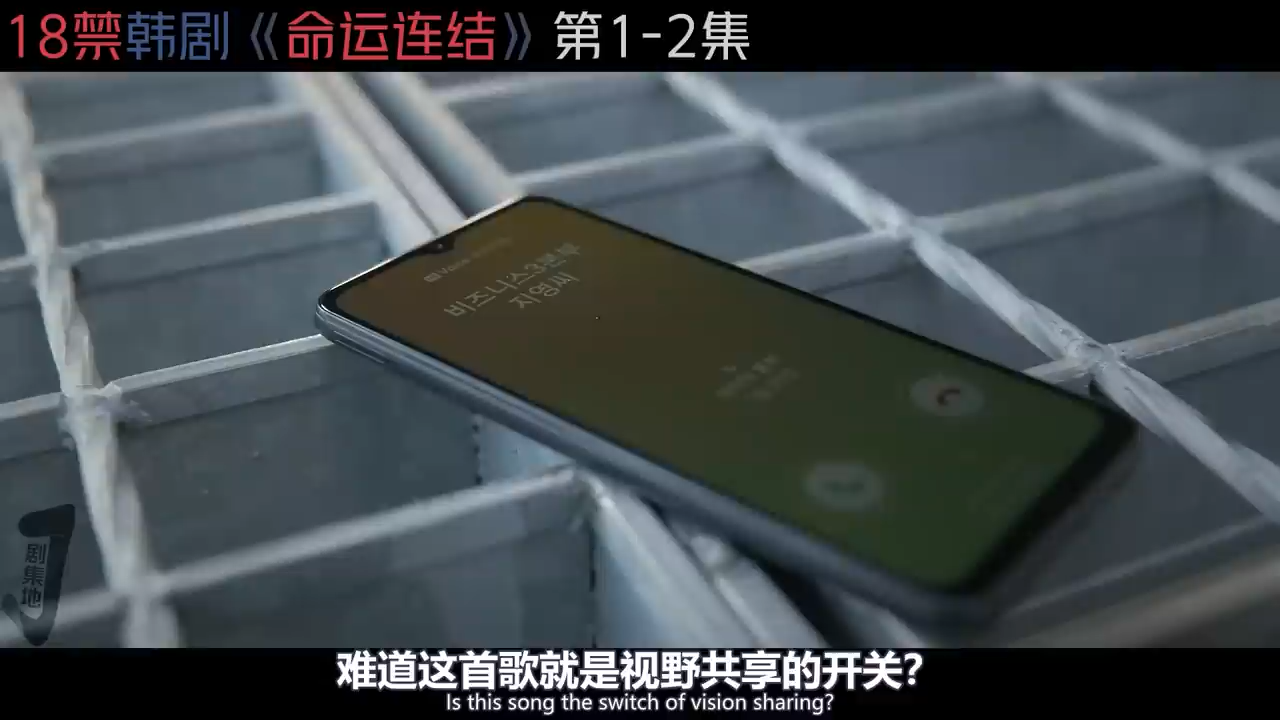 18禁韩剧《命运连结》第1-2集
비즈니스3본부
지영씨
剧集地
难道这首歌就是视野共享的开关?
Is this song the switch of vision sharing?